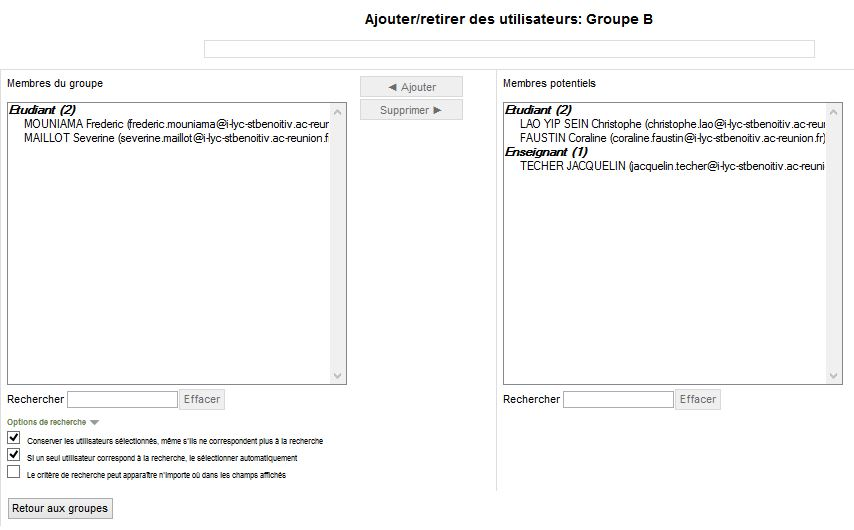 Ajouter/retirer des utilisateurs: Groupe B
Membres du groupe
Etudiant (2)
MOUNIAMA Frederic (frederic.mouniama@i-lyc-stbenoitiv.ac-reun
MAILLOT Severine (severine.maillot@i-lyc-stbenoitiv.ac-reunion.f
◄ Ajouter
Supprimer ►
Membres potentiels
Etudiant (2)
LAO YIP SEIN Christophe (christophe.lao@i-lyc-stbenoitiv.ac-reu
FAUSTIN Coraline (coraline.faustin@i-lyc-stbenoitiv.ac-reunion.fr)
Enseignant (1)
TECHER JACQUELIN (jacquelin.techer@i-lyc-stbenoitiv.ac-reuni
Rechercher Effacer
Rechercher Effacer
Options de recherche
Conserver les utilisateurs sélectionnés, même s'ils ne correspondent plus à la recherche
Si un seul utilisateur correspond à la recherche, le sélectionner automatiquement
Le critère de recherche peut apparaître n'importe où dans les champs affichés
Retour aux groupes